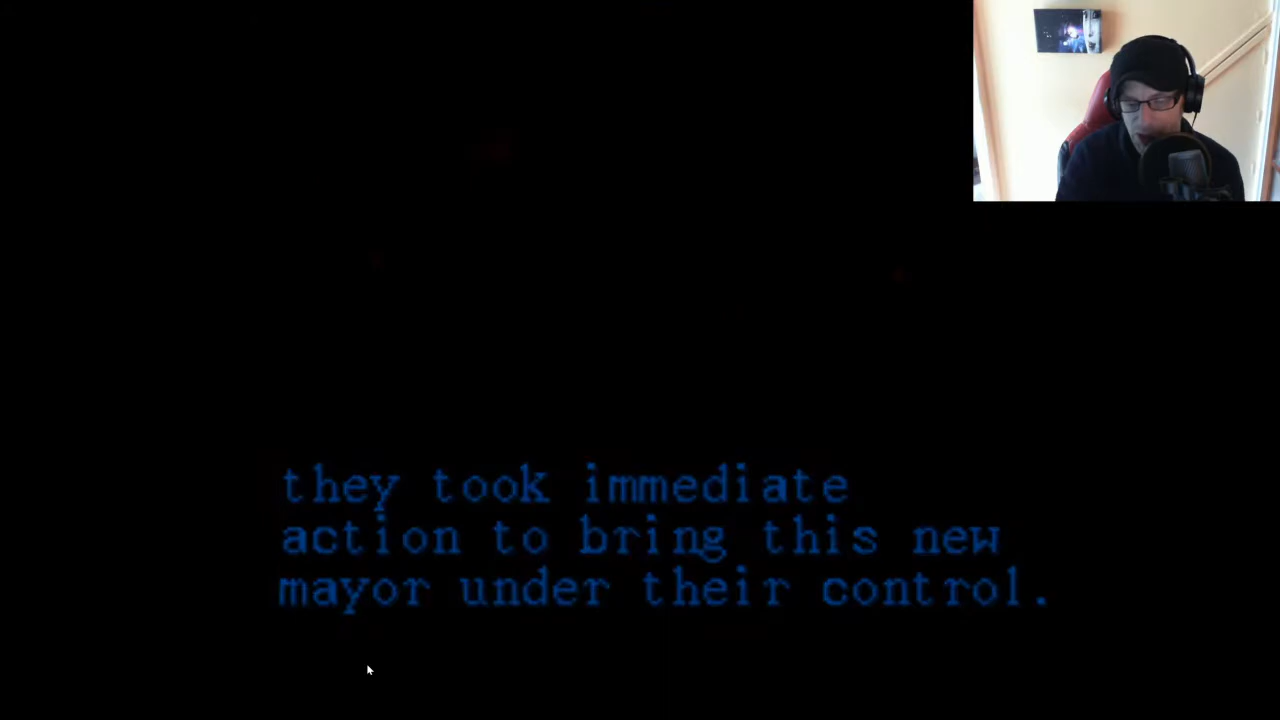 they took immediate
action to bring this new
mayor under their control.